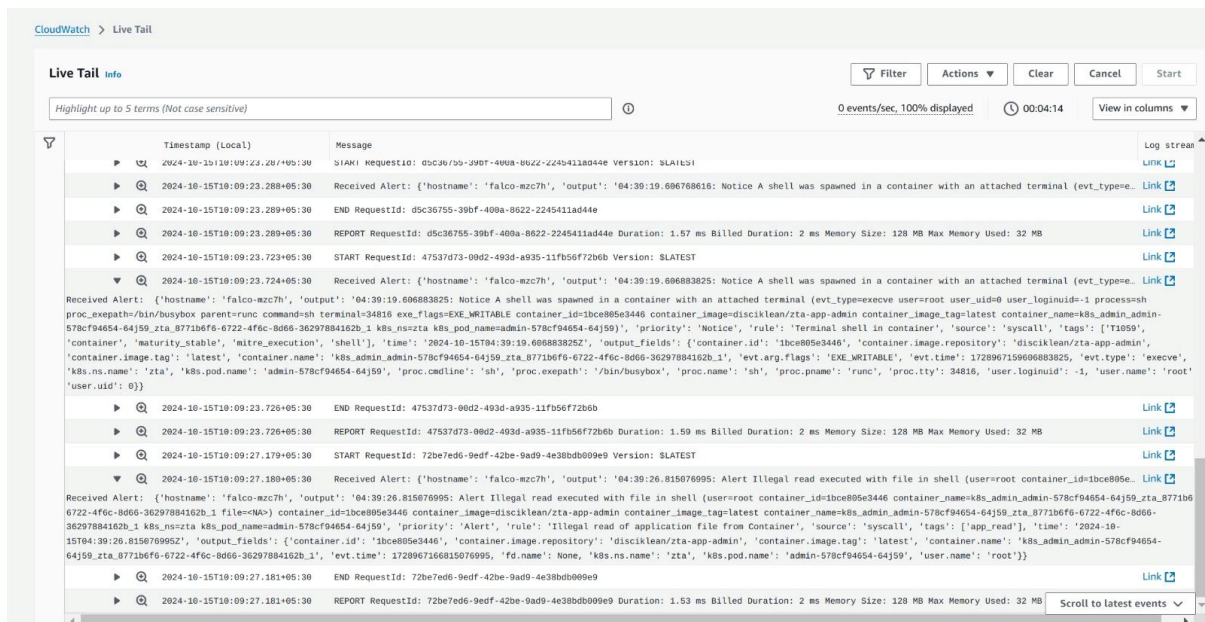 CloudWatch > Live Tail
Live Tail Info
Filter
Actions
Clear
Cancel
Start
Highlight up to 5 terms (Not case sensitive)
0 events/sec, 100% displayed
00:04:14
View in columns
Timestamp (Local) Message Log stream
2024-10-15T10:09:23.287+05:30 START RequestId: d5c36755-39bf-400a-8622-2245411ad44e Version: $LATEST Link
2024-10-15T10:09:23.288+05:30 Received Alert: {'hostname': 'falco-mzc7h', 'output': '04:39:19.606768616: Notice A shell was spawned in a container with an attached terminal (evt_type=e… Link
2024-10-15T10:09:23.289+05:30 END RequestId: d5c36755-39bf-400a-8622-2245411ad44e Link
2024-10-15T10:09:23.289+05:30 REPORT RequestId: d5c36755-39bf-400a-8622-2245411ad44e Duration: 1.57 ms Billed Duration: 2 ms Memory Size: 128 MB Max Memory Used: 32 MB Link
2024-10-15T10:09:23.723+05:30 START RequestId: 47537d73-00d2-493d-a935-11fb56f72b6b Version: $LATEST Link
2024-10-15T10:09:23.724+05:30 Received Alert: {'hostname': 'falco-mzc7h', 'output': '04:39:19.606883825: Notice A shell was spawned in a container with an attached terminal (evt_type=e… Link
Received Alert: {'hostname': 'falco-mzc7h', 'output': '04:39:19.606883825: Notice A shell was spawned in a container with an attached terminal (evt_type=execve user=root user_uid=0 user_loginuid=-1 process=sh
proc_exepath=/bin/busybox parent=runc command=sh terminal=34816 exe_flags=EXE_WRITABLE container_id=1bce805e3446 container_image=disciklean/zta-app-admin container_image_tag=latest container_name=k8s_admin_admin-
578cf94654-64j59_zta_8771b6f6-6722-4f6c-8d66-36297884162b_1 k8s_ns=zta k8s_pod_name=admin-578cf94654-64j59)', 'priority': 'Notice', 'rule': 'Terminal shell in container', 'source': 'syscall', 'tags': ['T1059',
'container', 'maturity_stable', 'mitre_execution', 'shell'], 'time': '2024-10-15T04:39:19.606883825Z', 'output_fields': {'container.id': '1bce805e3446', 'container.image.repository': 'disciklean/zta-app-admin',
'container.image.tag': 'latest', 'container.name': 'k8s_admin_admin-578cf94654-64j59_zta_8771b6f6-6722-4f6c-8d66-36297884162b_1', 'evt.arg.flags': 'EXE_WRITABLE', 'evt.time': 1728967159606883825, 'evt.type': 'execve',
'k8s.ns.name': 'zta', 'k8s.pod.name': 'admin-578cf94654-64j59', 'proc.cmdline': 'sh', 'proc.exepath': '/bin/busybox', 'proc.name': 'sh', 'proc.pname': 'runc', 'proc.tty': 34816, 'user.loginuid': -1, 'user.name': 'root'
'user.uid': 0}}
2024-10-15T10:09:23.726+05:30 END RequestId: 47537d73-00d2-493d-a935-11fb56f72b6b Link
2024-10-15T10:09:23.726+05:30 REPORT RequestId: 47537d73-00d2-493d-a935-11fb56f72b6b Duration: 1.59 ms Billed Duration: 2 ms Memory Size: 128 MB Max Memory Used: 32 MB Link
2024-10-15T10:09:27.179+05:30 START RequestId: 72be7ed6-9edf-42be-9ad9-4e38bdb009e9 Version: $LATEST Link
2024-10-15T10:09:27.180+05:30 Received Alert: {'hostname': 'falco-mzc7h', 'output': '04:39:26.815076995: Alert Illegal read executed with file in shell (user=root container_id=1bce805e… Link
Received Alert: {'hostname': 'falco-mzc7h', 'output': '04:39:26.815076995: Alert Illegal read executed with file in shell (user=root container_id=1bce805e3446 container_name=k8s_admin_admin-578cf94654-64j59_zta_8771b6
6722-4f6c-8d66-36297884162b_1 file=<NA>) container_id=1bce805e3446 container_image=disciklean/zta-app-admin container_image_tag=latest container_name=k8s_admin_admin-578cf94654-64j59_zta_8771b6f6-6722-4f6c-8d66-
36297884162b_1 k8s_ns=zta k8s_pod_name=admin-578cf94654-64j59', 'priority': 'Alert', 'rule': 'Illegal read of application file from Container', 'source': 'syscall', 'tags': ['app_read'], 'time': '2024-10-
15T04:39:26.815076995Z', 'output_fields': {'container.id': '1bce805e3446', 'container.image.repository': 'disciklean/zta-app-admin', 'container.image.tag': 'latest', 'container.name': 'k8s_admin_admin-578cf94654-
64j59_zta_8771b6f6-6722-4f6c-8d66-36297884162b_1', 'evt.time': 1728967166815076995, 'fd.name': None, 'k8s.ns.name': 'zta', 'k8s.pod.name': 'admin-578cf94654-64j59', 'user.name': 'root'}}
2024-10-15T10:09:27.181+05:30 END RequestId: 72be7ed6-9edf-42be-9ad9-4e38bdb009e9 Link
2024-10-15T10:09:27.181+05:30 REPORT RequestId: 72be7ed6-9edf-42be-9ad9-4e38bdb009e9 Duration: 1.53 ms Billed Duration: 2 ms Memory Size: 128 MB Max Memory Used: 32 MB
Scroll to latest events